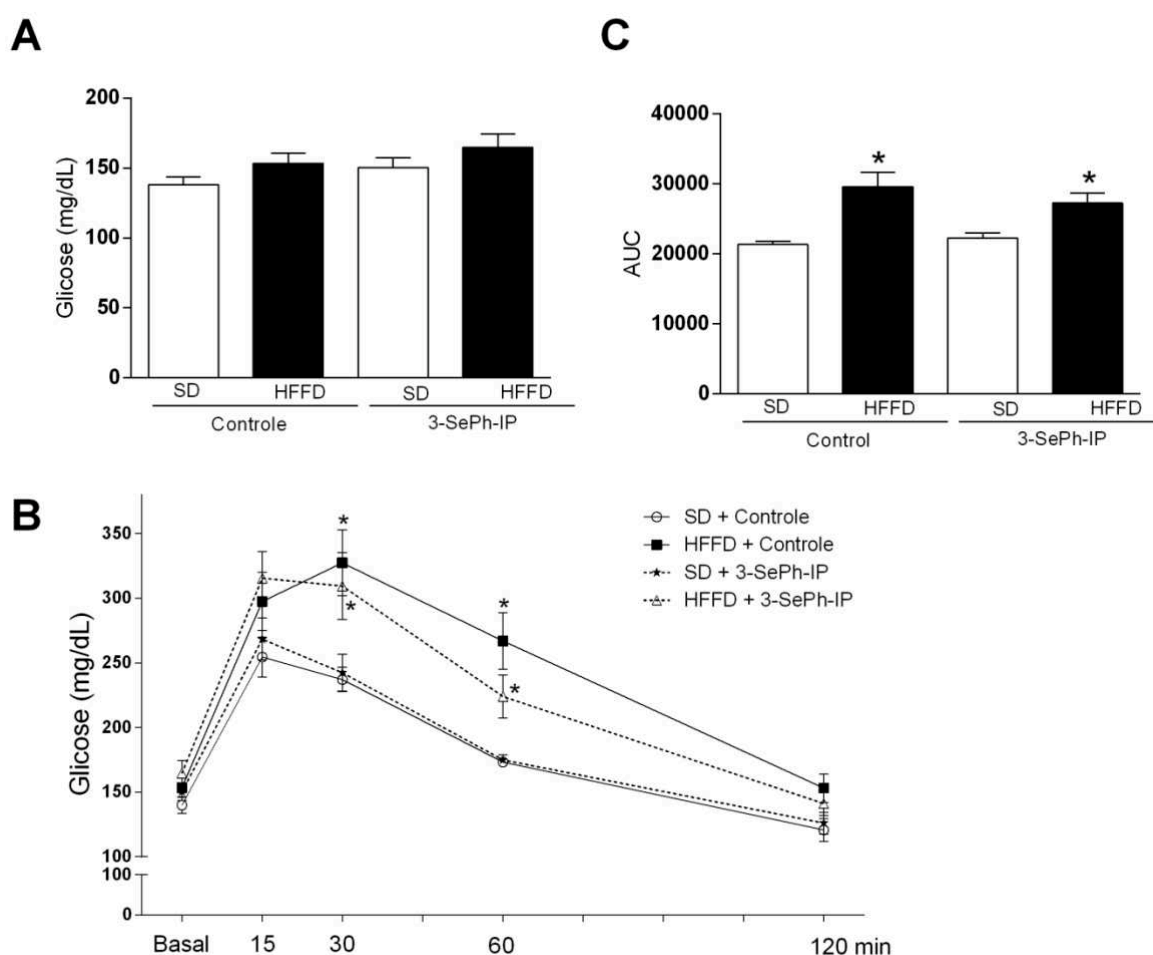 A
200
150
100
50
0
Glicose (mg/dL)
SD HFFD SD HFFD
Controle 3-SePh-IP
C
40000
30000
20000
10000
0
AUC
* *
SD HFFD SD HFFD
Control 3-SePh-IP
B
350
300
250
200
150
100
100
0
Glicose (mg/dL)
* *
* *
SD + Controle
HFFD + Controle
SD + 3-SePh-IP
HFFD + 3-SePh-IP
Basal 15 30 60 120 min